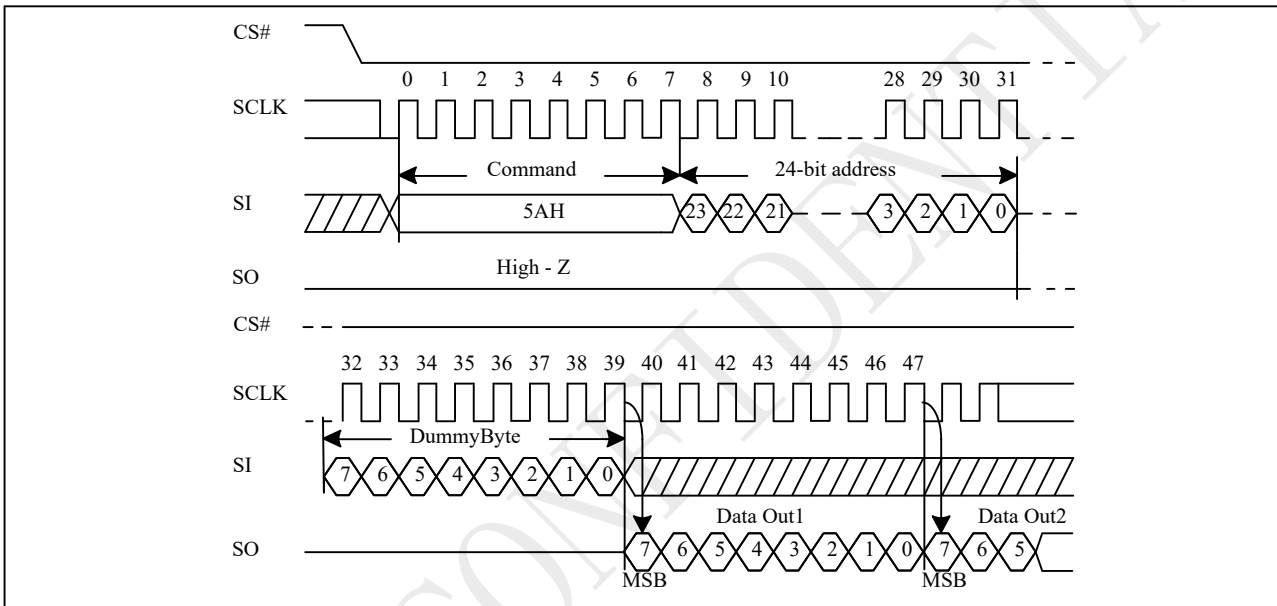 CS#
0 1 2 3 4 5 6 7 8 9 10 28 29 30 31
SCLK
Command 24-bit address
SI 5AH 23 22 21 3 2 1 0
High - Z
SO
CS#
32 33 34 35 36 37 38 39 40 41 42 43 44 45 46 47
SCLK
DummyByte
SI 7 6 5 4 3 2 1 0
Data Out1 Data Out2
SO 7 6 5 4 3 2 1 0 7 6 5
MSB MSB
CONFIDENTIA